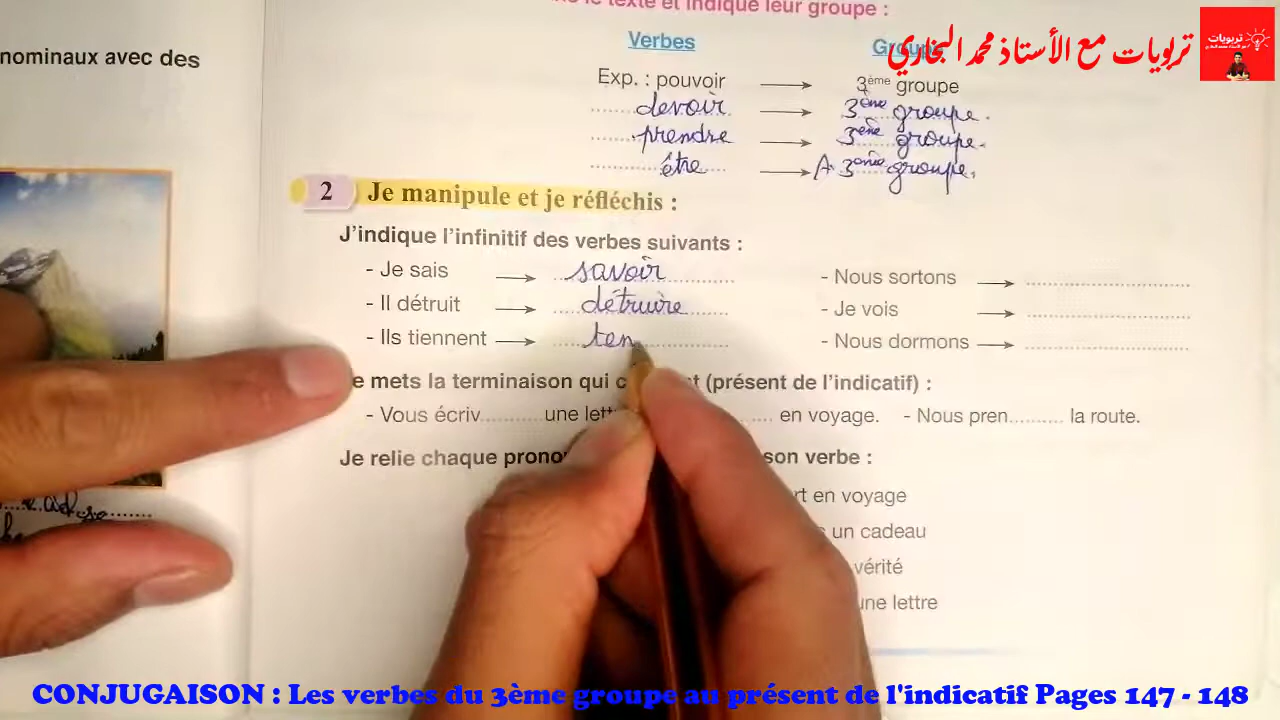 ne le texte et indique leur groupe :
تربويات مع الأستاذ محمد البخاري
تربويات
nominaux avec des
Verbes
Groupe
Exp. : pouvoir → 3ème groupe
devoir → 3ème groupe.
prendre → 3ème groupe.
être → A 3ème groupe.
2 Je manipule et je réfléchis :
J'indique l'infinitif des verbes suivants :
- Je sais → savoir - Nous sortons → ..........
- Il détruit → détruire - Je vois → ..........
- Ils tiennent → ten - Nous dormons → ..........
e mets la terminaison qui c st (présent de l'indicatif) :
- Vous écriv.......... une lett .... en voyage. - Nous pren.......... la route.
Je relie chaque prono son verbe :
rt en voyage
un cadeau
vérité
une lettre
CONJUGAISON : Les verbes du 3ème groupe au présent de l'indicatif Pages 147 - 148